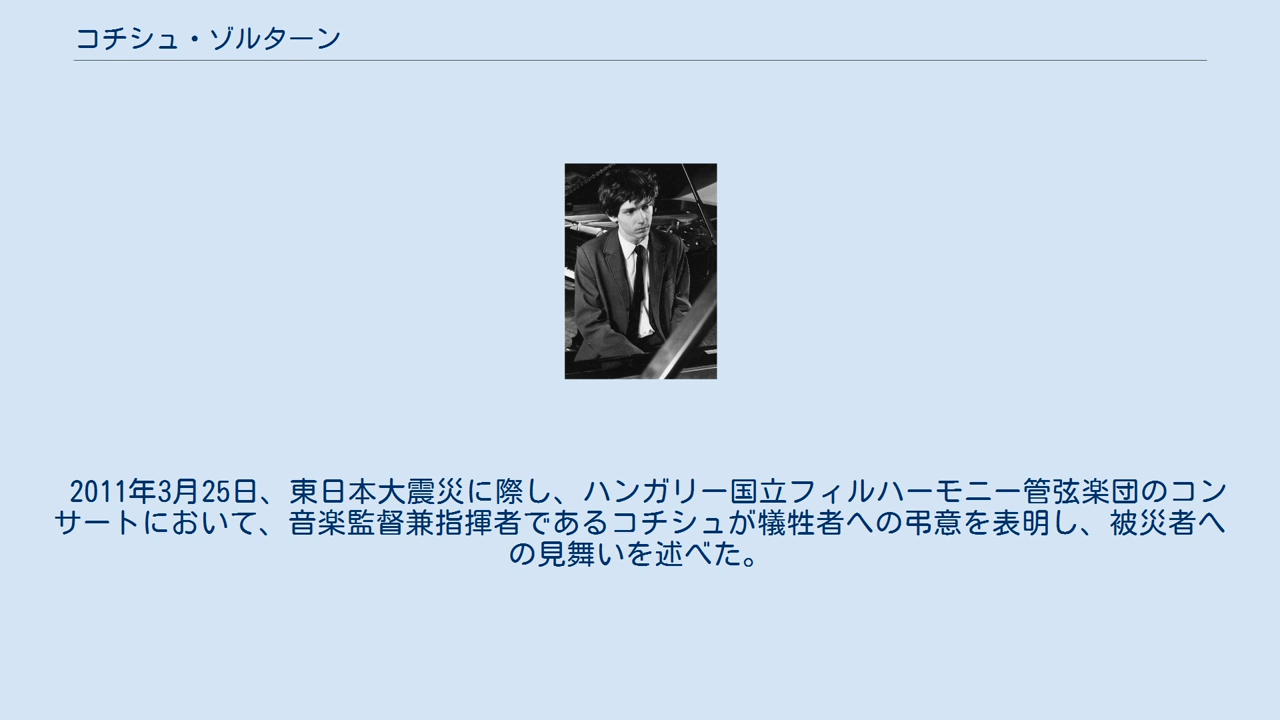 コチシュ・ゾルターン
2011年3月25日、東日本大震災に際し、ハンガリー国立フィルハーモニー管弦楽団のコン
サートにおいて、音楽監督兼指揮者であるコチシュが犠牲者への弔意を表明し、被災者へ
の見舞いを述べた。